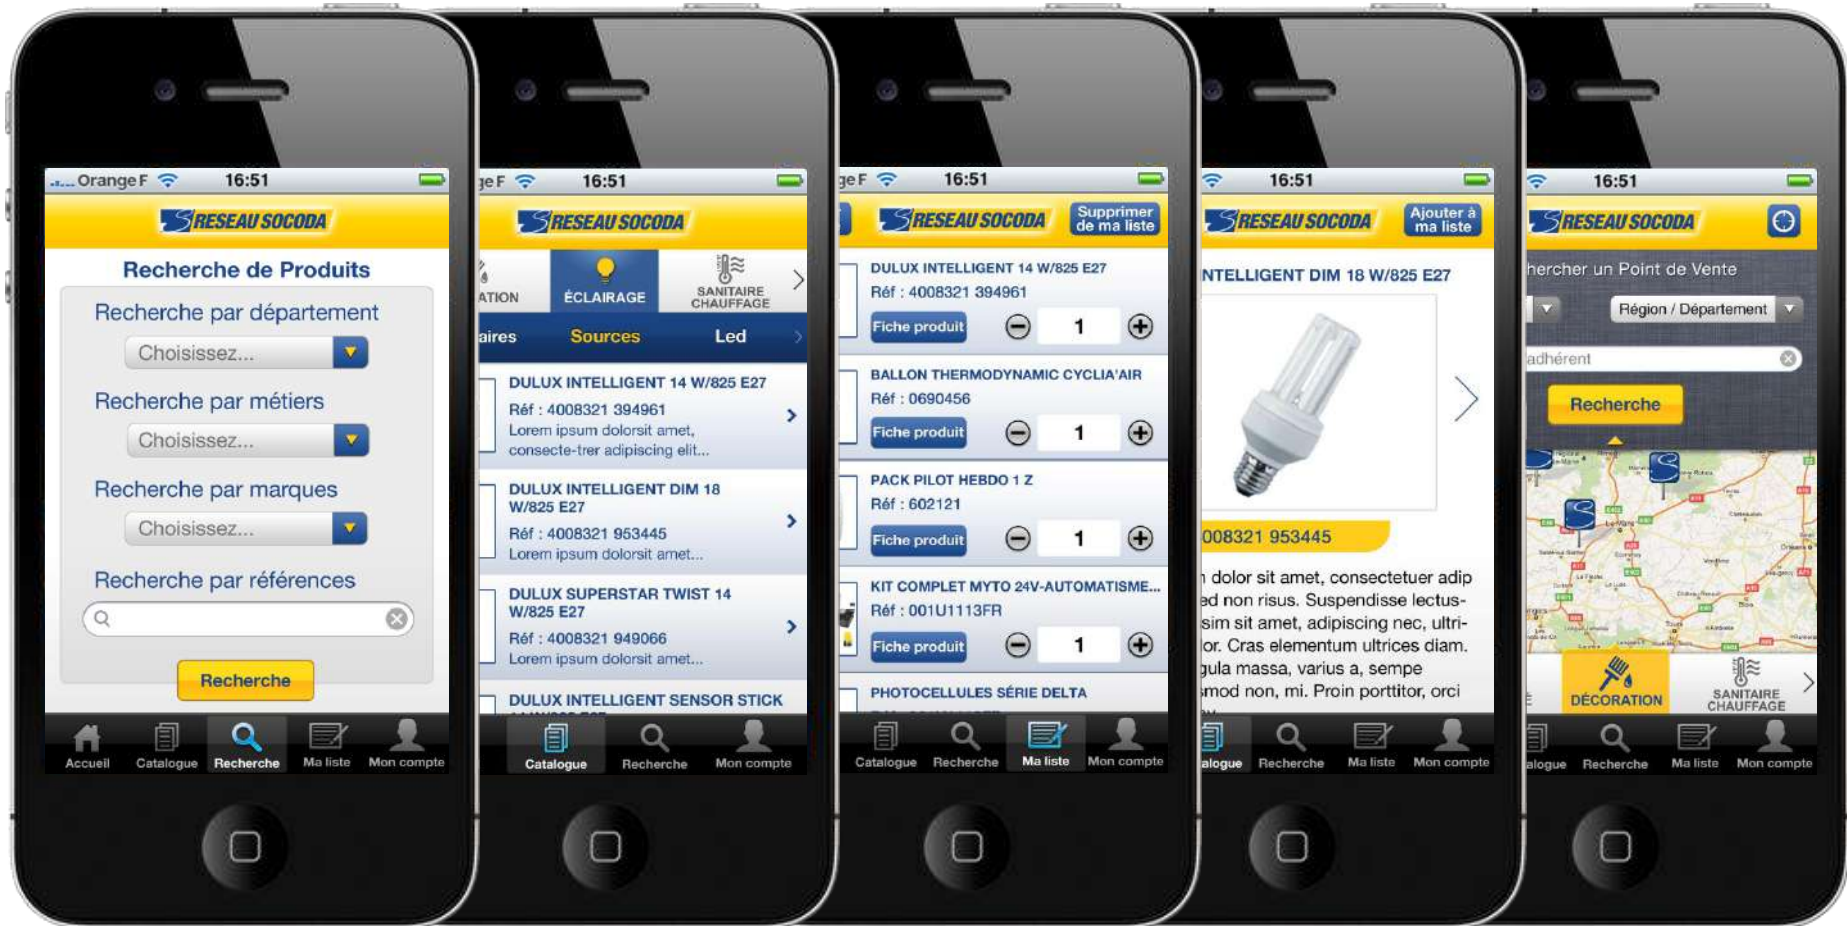 Orange F 16:51
RESEAU SOCODA
Recherche de Produits
Recherche par département
Choisissez...
Recherche par métiers
Choisissez...
Recherche par marques
Choisissez...
Recherche par références
Recherche
Accueil Catalogue Recherche Ma liste Mon compte
ge F 16:51
RESEAU SOCODA
ATION ÉCLAIRAGE SANITAIRE
CHAUFFAGE
aires Sources Led
DULUX INTELLIGENT 14 W/825 E27
Réf : 4008321 394961
Lorem ipsum dolorsit amet,
consecte-trer adipiscing elit...
DULUX INTELLIGENT DIM 18
W/825 E27
Réf : 4008321 953445
Lorem ipsum dolorsit amet...
DULUX SUPERSTAR TWIST 14
W/825 E27
Réf : 4008321 949066
Lorem ipsum dolorsit amet...
DULUX INTELLIGENT SENSOR STICK
Catalogue Recherche Mon compte
ge F 16:51
RESEAU SOCODA
Supprimer
de ma liste
DULUX INTELLIGENT 14 W/825 E27
Réf : 4008321 394961
Fiche produit 1
BALLON THERMODYNAMIC CYCLIA'AIR
Réf : 0690456
Fiche produit 1
PACK PILOT HEBDO 1 Z
Réf : 602121
Fiche produit 1
KIT COMPLET MYTO 24V-AUTOMATISME...
Réf : 001U1113FR
Fiche produit 1
PHOTOCELLULES SÉRIE DELTA
Catalogue Recherche Ma liste Mon compte
16:51
RESEAU SOCODA
Ajouter à
ma liste
NTELLIGENT DIM 18 W/825 E27
008321 953445
dolor sit amet, consectetuer adip
ed non risus. Suspendisse lectus-
sim sit amet, adipiscing nec, ultri-
lor. Cras elementum ultrices diam.
gula massa, varius a, sempe
smod non, mi. Proin porttitor, orci
alogue Recherche Ma liste Mon compte
16:51
RESEAU SOCODA
hercher un Point de Vente
Région / Département
adhérent
Recherche
Le Mans
DÉCORATION
SANITAIRE
CHAUFFAGE
alogue Recherche Ma liste Mon compte